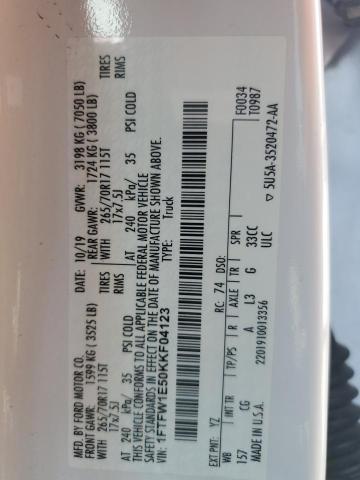 MFD. BY FORD MOTOR CO.
DATE: 10/19 GVWR: 3198 KG ( 7050 LB)
FRONT GAWR: 1599 KG ( 3525 LB) REAR GAWR: 1724 KG ( 3800 LB)
WITH 265/70R17 115T TIRES WITH 265/70R17 115T TIRES
17x7.5J RIMS 17x7.5J RIMS
AT 240 kPa/ 35 PSI COLD AT 240 kPa/ 35 PSI COLD
THIS VEHICLE CONFORMS TO ALL APPLICABLE FEDERAL MOTOR VEHICLE
SAFETY STANDARDS IN EFFECT ON THE DATE OF MANUFACTURE SHOWN ABOVE.
VIN: 1FTFW1E50KKF04123 TYPE: Truck
F0034
T0987
EXT PNT: YZ RC: 74 DSO:
WB INT TR TP/PS R AXLE TR SPR
157 CG A L3 G 33CC
ULC
2201910013356
MADE IN U.S.A. 5U5A-3520472-AA